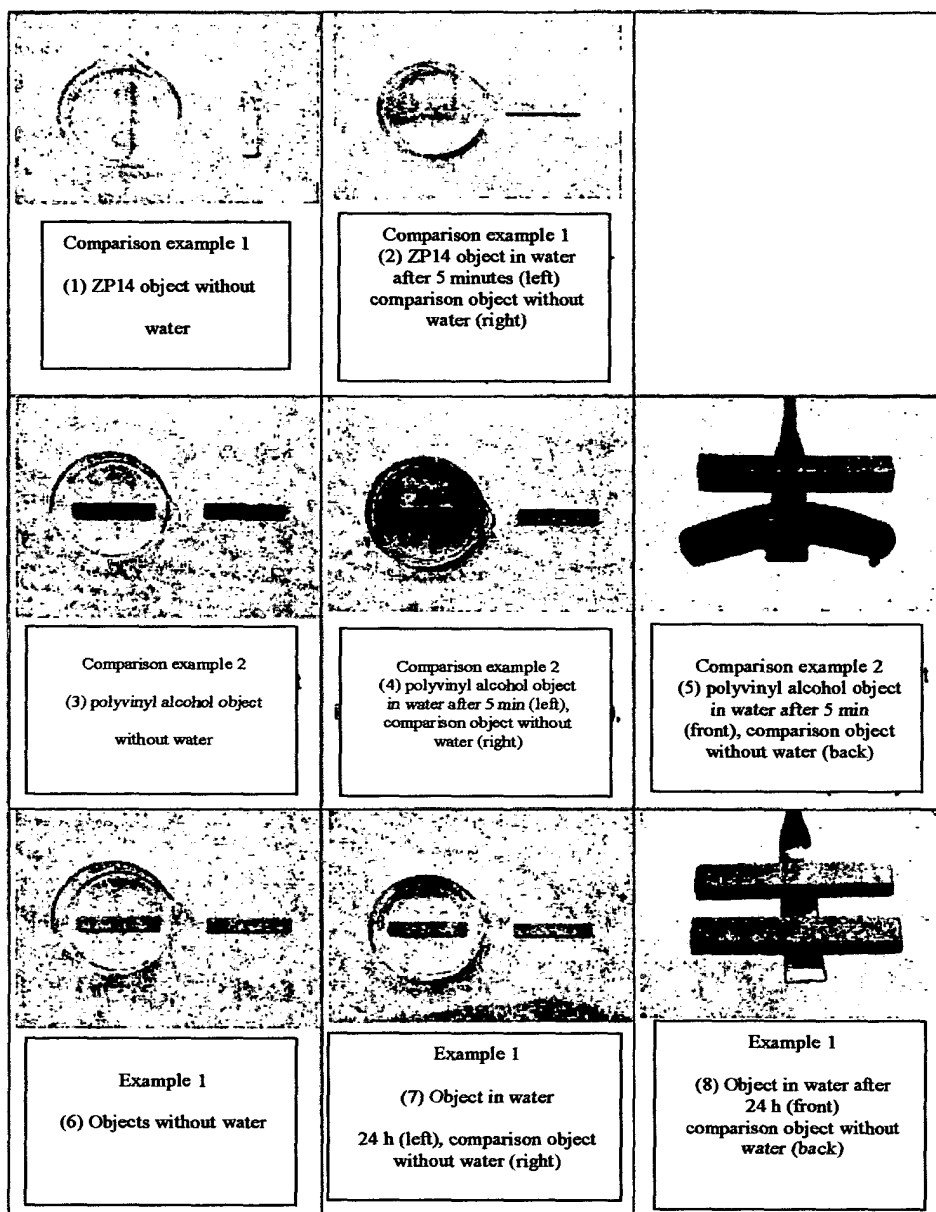 Comparison example 1
(1) ZP14 object without
water
Comparison example 1
(2) ZP14 object in water
after 5 minutes (left)
comparison object without
water (right)
Comparison example 2
(3) polyvinyl alcohol object
without water
Comparison example 2
(4) polyvinyl alcohol object
in water after 5 min (left),
comparison object without
water (right)
Comparison example 2
(5) polyvinyl alcohol object
in water after 5 min
(front), comparison object
without water (back)
Example 1
(6) Objects without water
Example 1
(7) Object in water
24 h (left), comparison object
without water (right)
Example 1
(8) Object in water after
24 h (front)
comparison object without
water (back)